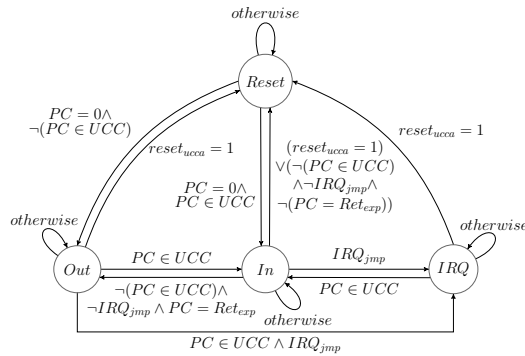 otherwise
Reset
PC = 0∧
¬(PC ∈ UCC)
reset_ucca = 1
(reset_ucca = 1)
∨(¬(PC ∈ UCC)
∧¬IRQ_jmp∧
¬(PC = Ret_exp))
reset_ucca = 1
PC = 0∧
PC ∈ UCC
otherwise
otherwise
Out
PC ∈ UCC
In
IRQ_jmp
IRQ
¬(PC ∈ UCC)∧
¬IRQ_jmp ∧ PC = Ret_exp
PC ∈ UCC
otherwise
PC ∈ UCC ∧ IRQ_jmp